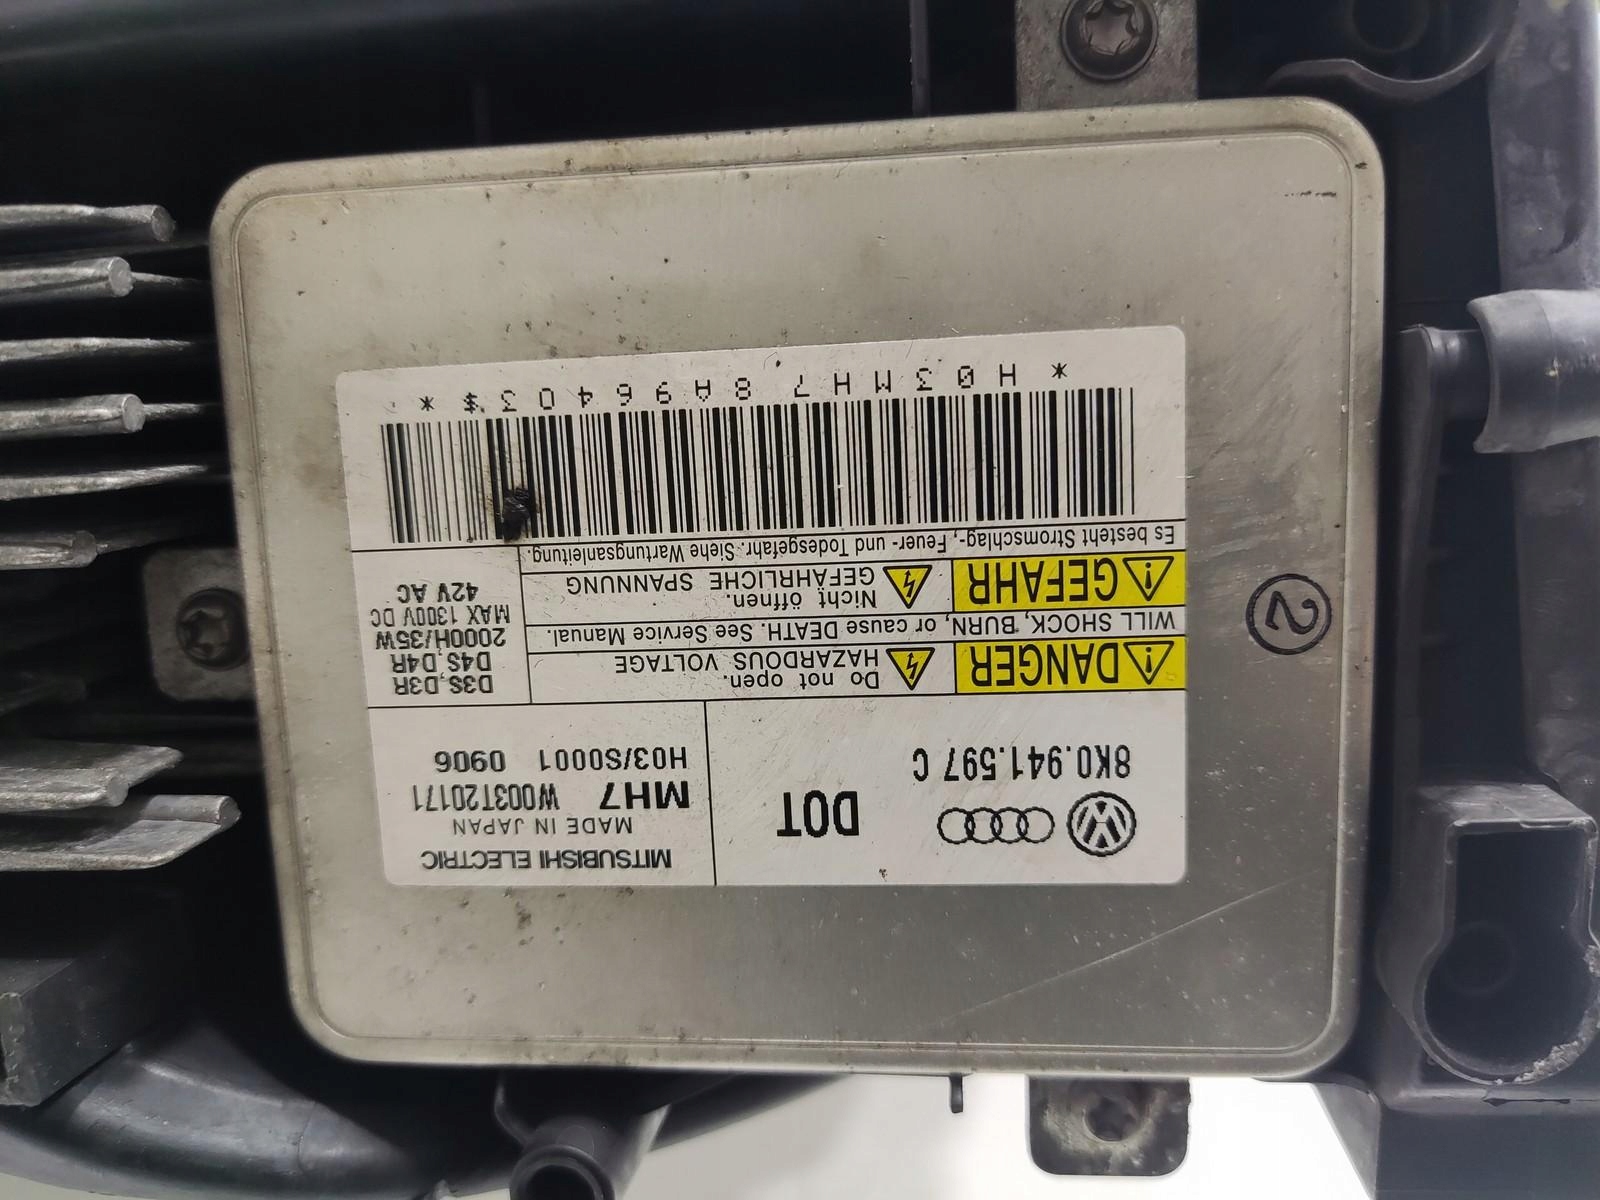 MITSUBISHI ELECTRIC
MADE IN JAPAN
MH7 W003T20171
H03/S0001 0906
DOT
8K0.941.597 C
D3S,D3R
D4S,D4R
2000H/35W
MAX 1300V DC
42V AC
DANGER
Do not open.
HAZARDOUS VOLTAGE
WILL SHOCK, BURN, or cause DEATH. See Service Manual.
GEFAHR
Nicht öffnen.
GEFÄHRLICHE SPANNUNG
Es besteht Stromschlag-, Feuer- und Todesgefahr. Siehe Wartungsanleitung.
*H03MH78A96403$*
2